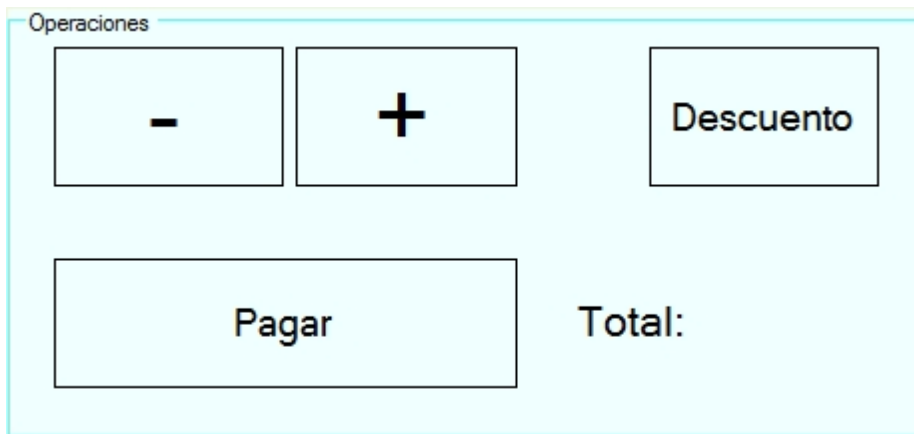 Operaciones
- + Descuento
Pagar Total: